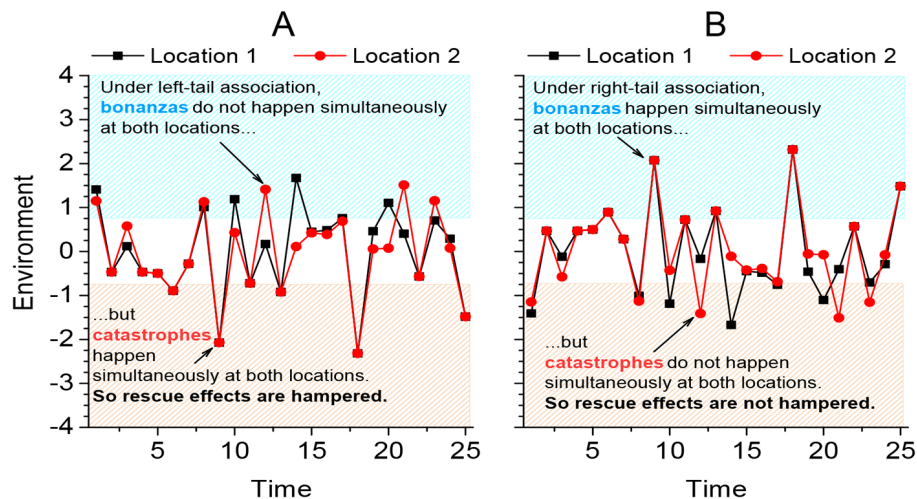 A
Location 1 Location 2
4
3
2
1
0
-1
-2
-3
-4
Environment
Under left-tail association,
bonanzas do not happen simultaneously
at both locations...
...but
catastrophes
happen
simultaneously at both locations.
So rescue effects are hampered.
5 10 15 20 25
Time
B
Location 1 Location 2
Under right-tail association,
bonanzas happen simultaneously
at both locations...
...but
catastrophes do not happen
simultaneously at both locations.
So rescue effects are not hampered.
5 10 15 20 25
Time